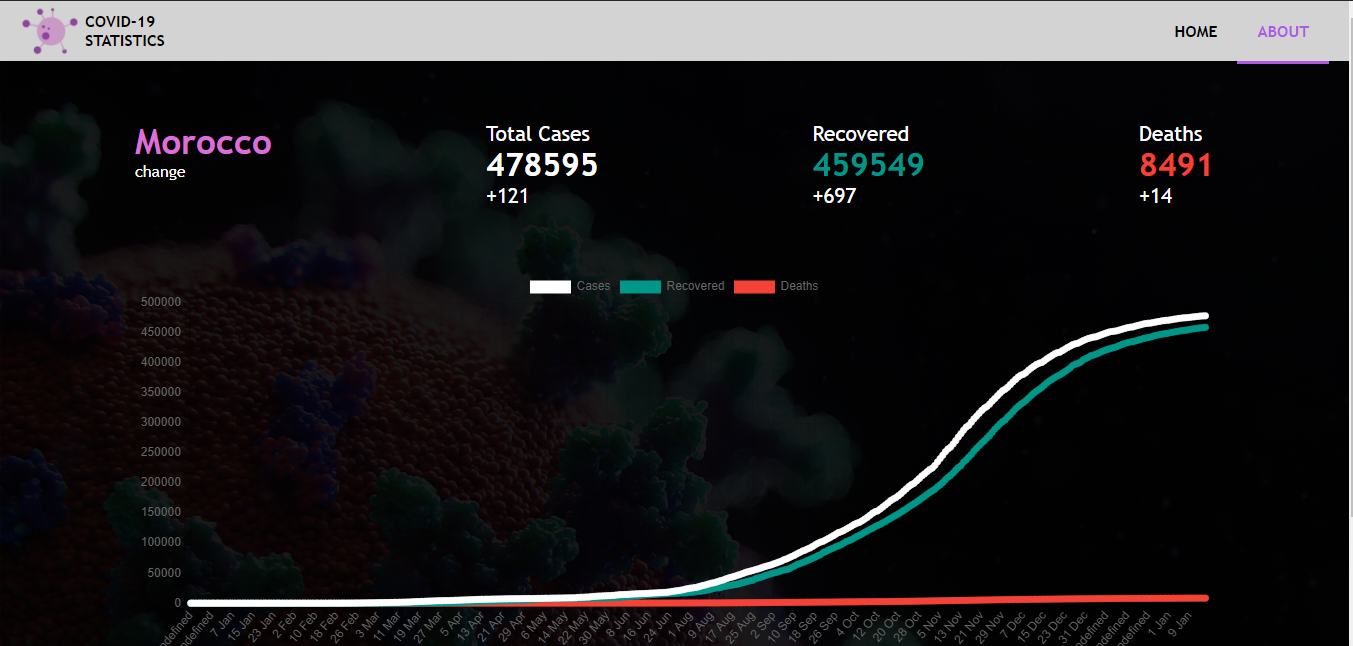 COVID-19
STATISTICS
HOME
ABOUT
Morocco
change
Total Cases
478595
+121
Recovered
459549
+697
Deaths
8491
+14
Cases
Recovered
Deaths
500000
450000
400000
350000
300000
250000
200000
150000
100000
50000
0
7 Jan
15 Jan
23 Jan
2 Feb
10 Feb
18 Feb
26 Feb
3 Mar
11 Mar
19 Mar
27 Mar
5 Apr
13 Apr
21 Apr
29 Apr
6 May
14 May
22 May
30 May
8 Jun
16 Jun
24 Jun
1 Aug
9 Aug
17 Aug
25 Aug
2 Sep
10 Sep
18 Sep
26 Sep
4 Oct
12 Oct
20 Oct
28 Oct
5 Nov
13 Nov
21 Nov
29 Nov
7 Dec
15 Dec
23 Dec
31 Dec
1 Jan
9 Jan